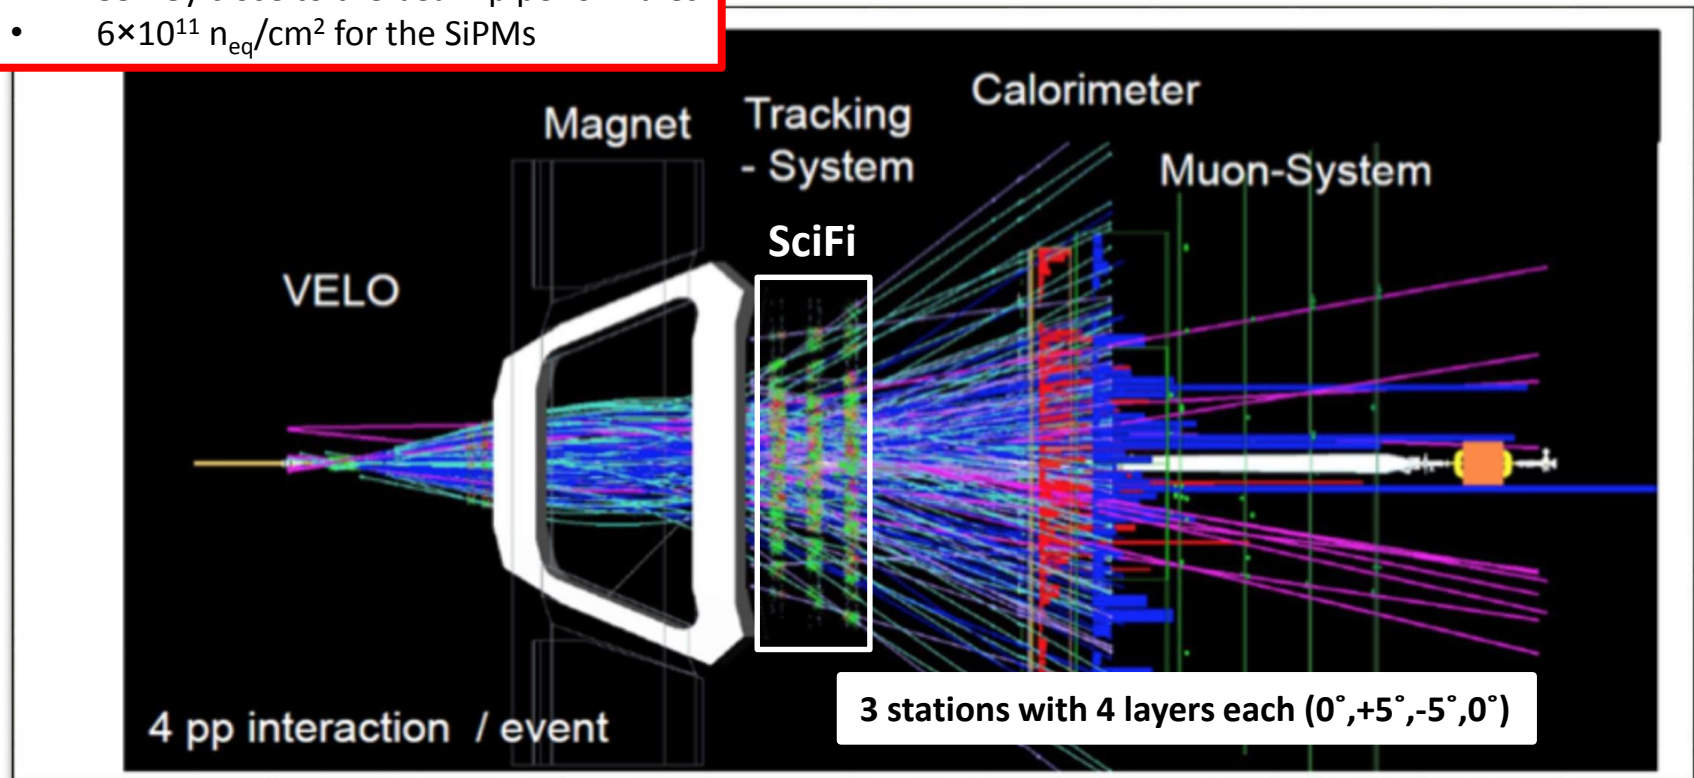 • 6×10¹¹ nₑq/cm² for the SiPMs
Calorimeter
Magnet
Tracking
- System
Muon-System
SciFi
VELO
3 stations with 4 layers each (0˚,+5˚,-5˚,0˚)
4 pp interaction / event